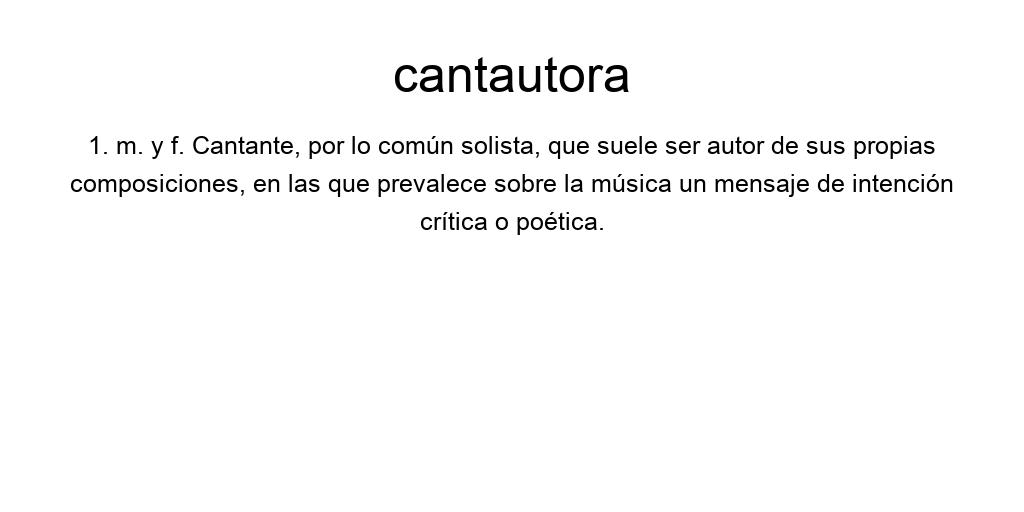 cantautora
1. m. y f. Cantante, por lo común solista, que suele ser autor de sus propias
composiciones, en las que prevalece sobre la música un mensaje de intención
crítica o poética.